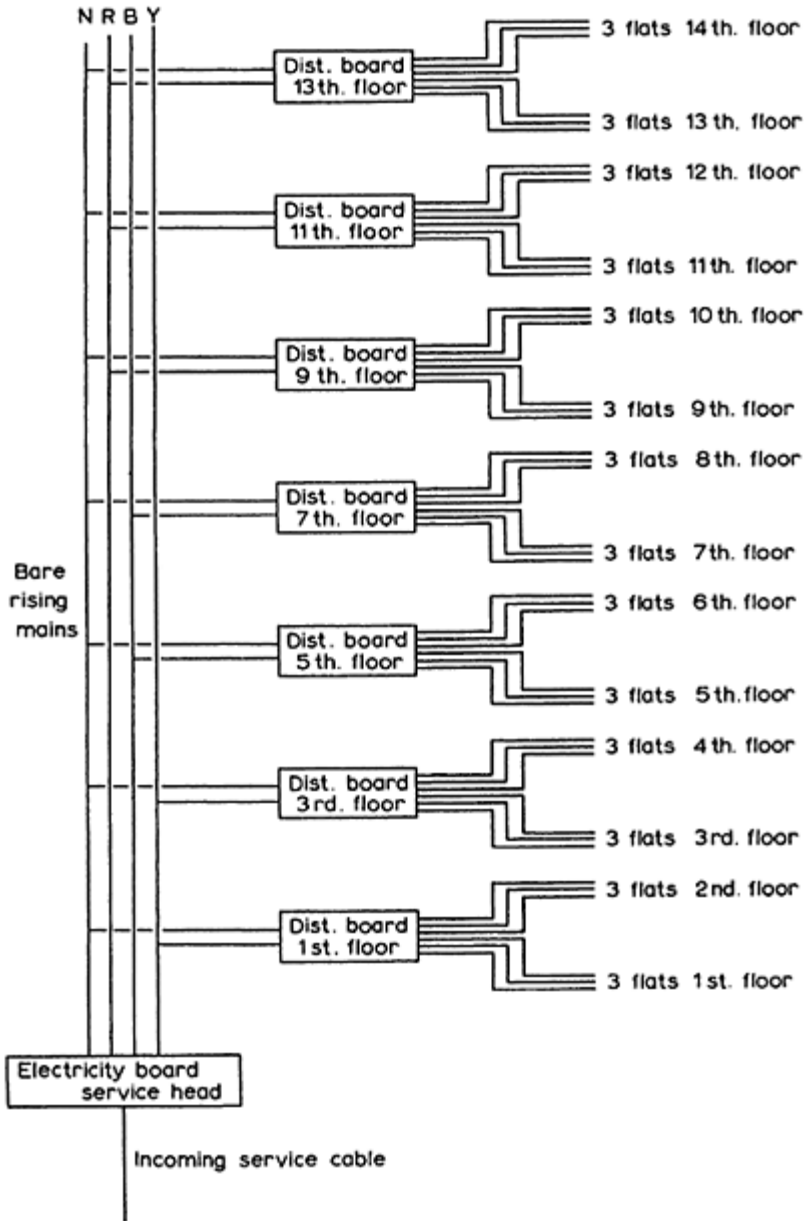 N R B Y
3 flats 14th. floor
Dist. board
13th. floor
3 flats 13th. floor
3 flats 12th. floor
Dist. board
11th. floor
3 flats 11th. floor
3 flats 10th. floor
Dist. board
9th. floor
3 flats 9th. floor
3 flats 8th. floor
Dist. board
7th. floor
3 flats 7th. floor
Bare
rising
mains
3 flats 6th. floor
Dist. board
5th. floor
3 flats 5th. floor
3 flats 4th. floor
Dist. board
3rd. floor
3 flats 3rd. floor
3 flats 2nd. floor
Dist. board
1st. floor
3 flats 1st. floor
Electricity board
service head
Incoming service cable